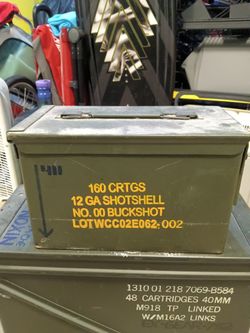 160 CRTGS
12 GA SHOTSHELL
NO. 00 BUCKSHOT
LOTWCC02E062-002
1310 01 218 7069-B584
48 CARTRIDGES 40MM
M918 TP LINKED
W/M16A2 LINKS